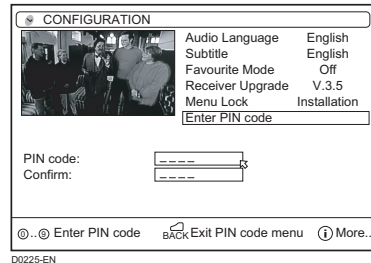 CONFIGURATION
Audio Language English
Subtitle English
Favourite Mode Off
Receiver Upgrade V.3.5
Menu Lock Installation
Enter PIN code
PIN code: _ _ _ _
Confirm: _ _ _ _
0..9 Enter PIN code BACK Exit PIN code menu i More..
D0225-EN